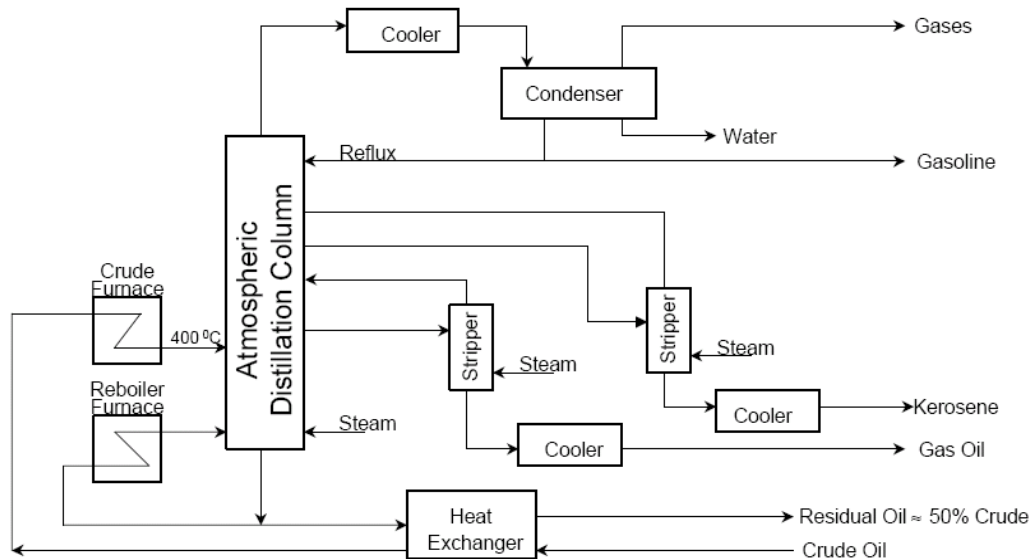 Cooler
Gases
Condenser
Water
Reflux
Gasoline
Atmospheric
Distillation Column
Crude
Furnace
400 ⁰C
Stripper
Steam
Stripper
Steam
Reboiler
Furnace
Steam
Cooler
Kerosene
Cooler
Gas Oil
Heat
Exchanger
Residual Oil ≈ 50% Crude
Crude Oil